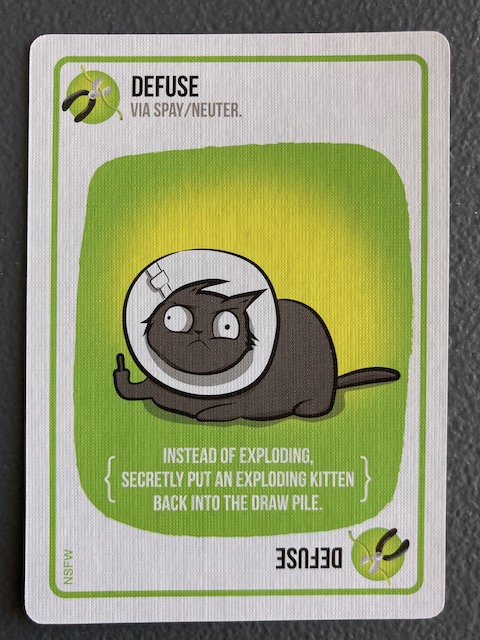 DEFUSE
VIA SPAY/NEUTER.
INSTEAD OF EXPLODING,
SECRETLY PUT AN EXPLODING KITTEN
BACK INTO THE DRAW PILE.
NSFW
DEFUSE